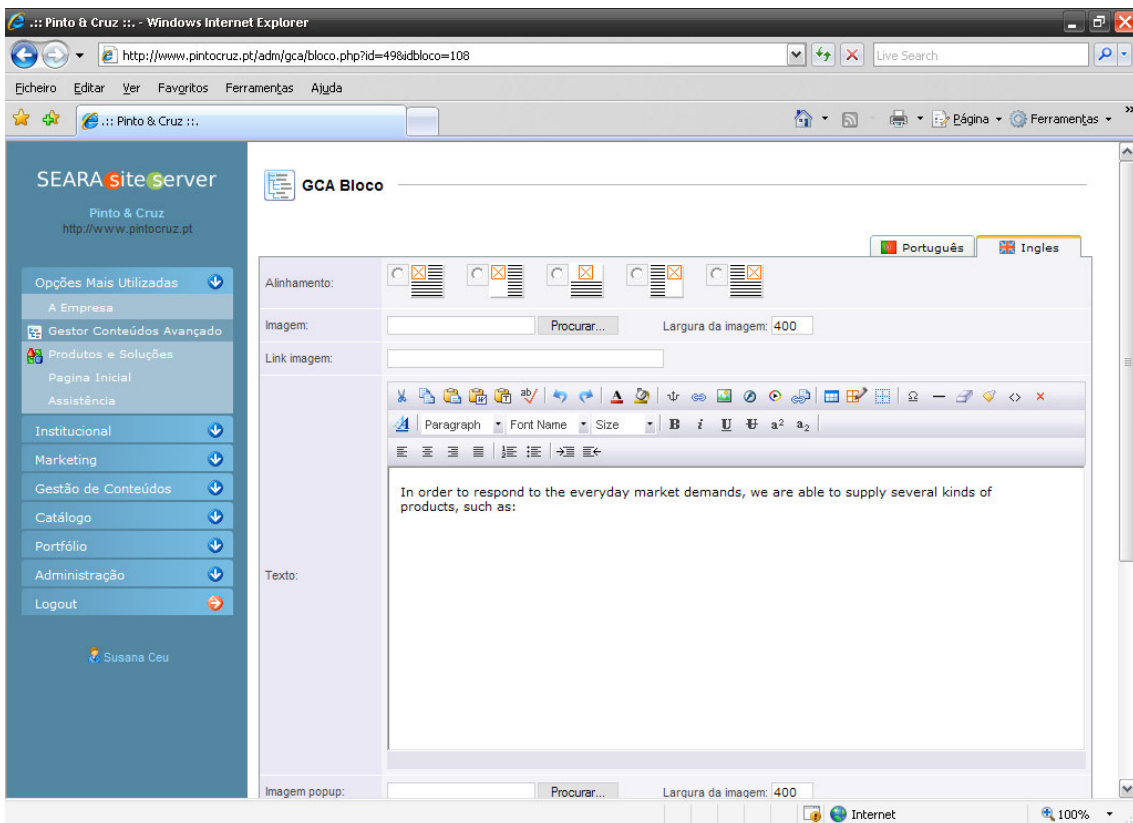 .:: Pinto & Cruz ::. - Windows Internet Explorer
http://www.pintocruz.pt/adm/gca/bloco.php?id=49&idbloco=108
Live Search
Ficheiro Editar Ver Favoritos Ferramentas Ajuda
.:: Pinto & Cruz ::.
Página Ferramentas »
SEARA site server
Pinto & Cruz
http://www.pintocruz.pt
Opções Mais Utilizadas
A Empresa
Gestor Conteúdos Avançado
Produtos e Soluções
Pagina Inicial
Assistência
Institucional
Marketing
Gestão de Conteúdos
Catálogo
Portfólio
Administração
Logout
Susana Ceu
GCA Bloco
Português Ingles
Alinhamento:
Imagem: Procurar... Largura da imagem: 400
Link imagem:
Paragraph Font Name Size B i U U a² a₂
Texto:
In order to respond to the everyday market demands, we are able to supply several kinds of
products, such as:
Imagem popup: Procurar... Largura da imagem: 400
Internet 100%